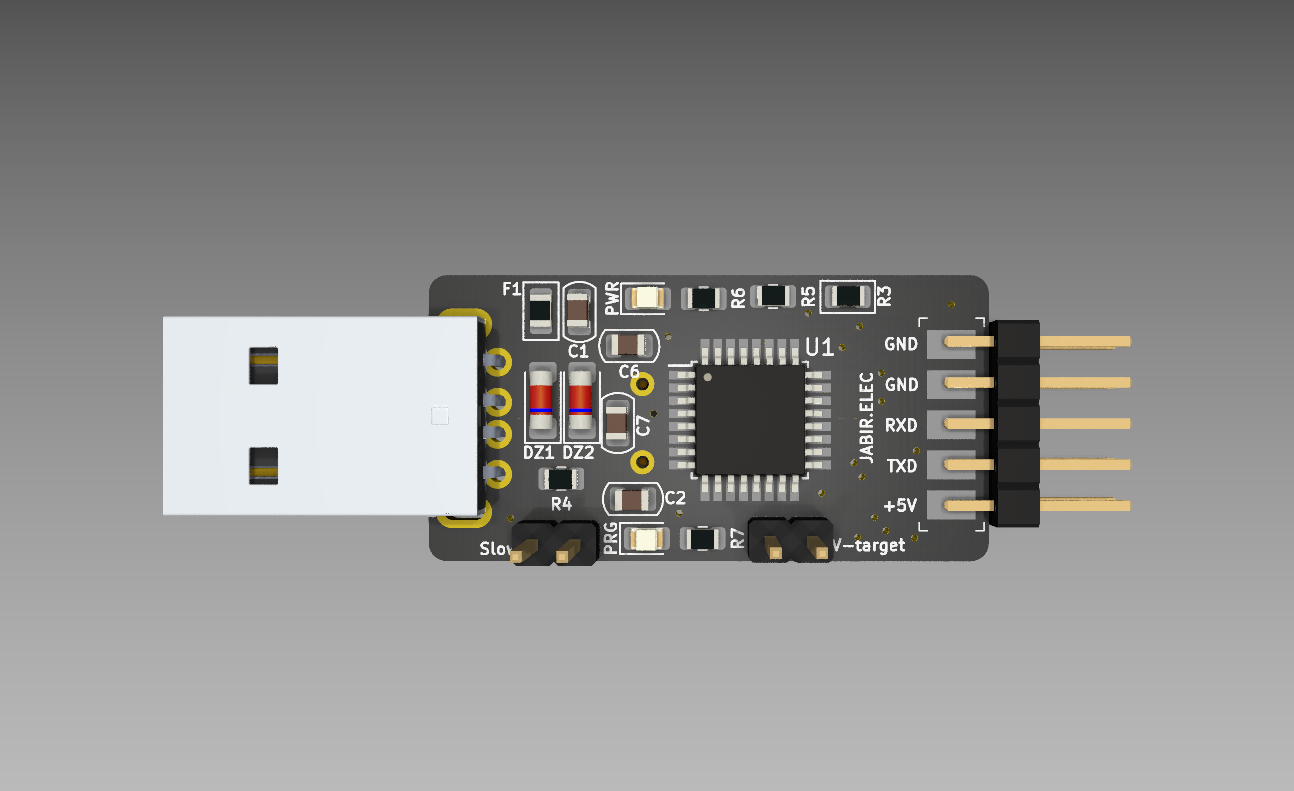 F1
C1
PWR
R6
R5
R3
C6
U1
C7
DZ1
DZ2
R4
C2
PRG
R7
JABIR.ELEC
GND
GND
RXD
TXD
+5V
Slow
V-target